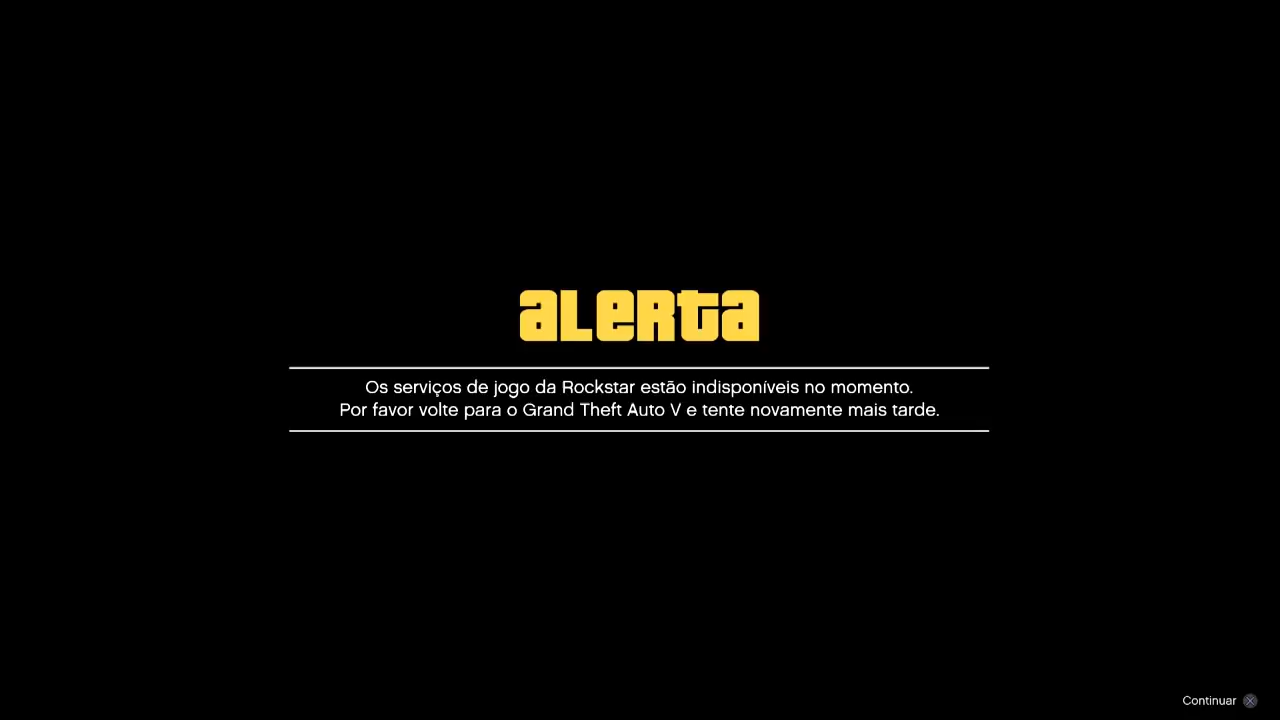 ALERTA
Os serviços de jogo da Rockstar estão indisponíveis no momento.
Por favor volte para o Grand Theft Auto V e tente novamente mais tarde.
Continuar